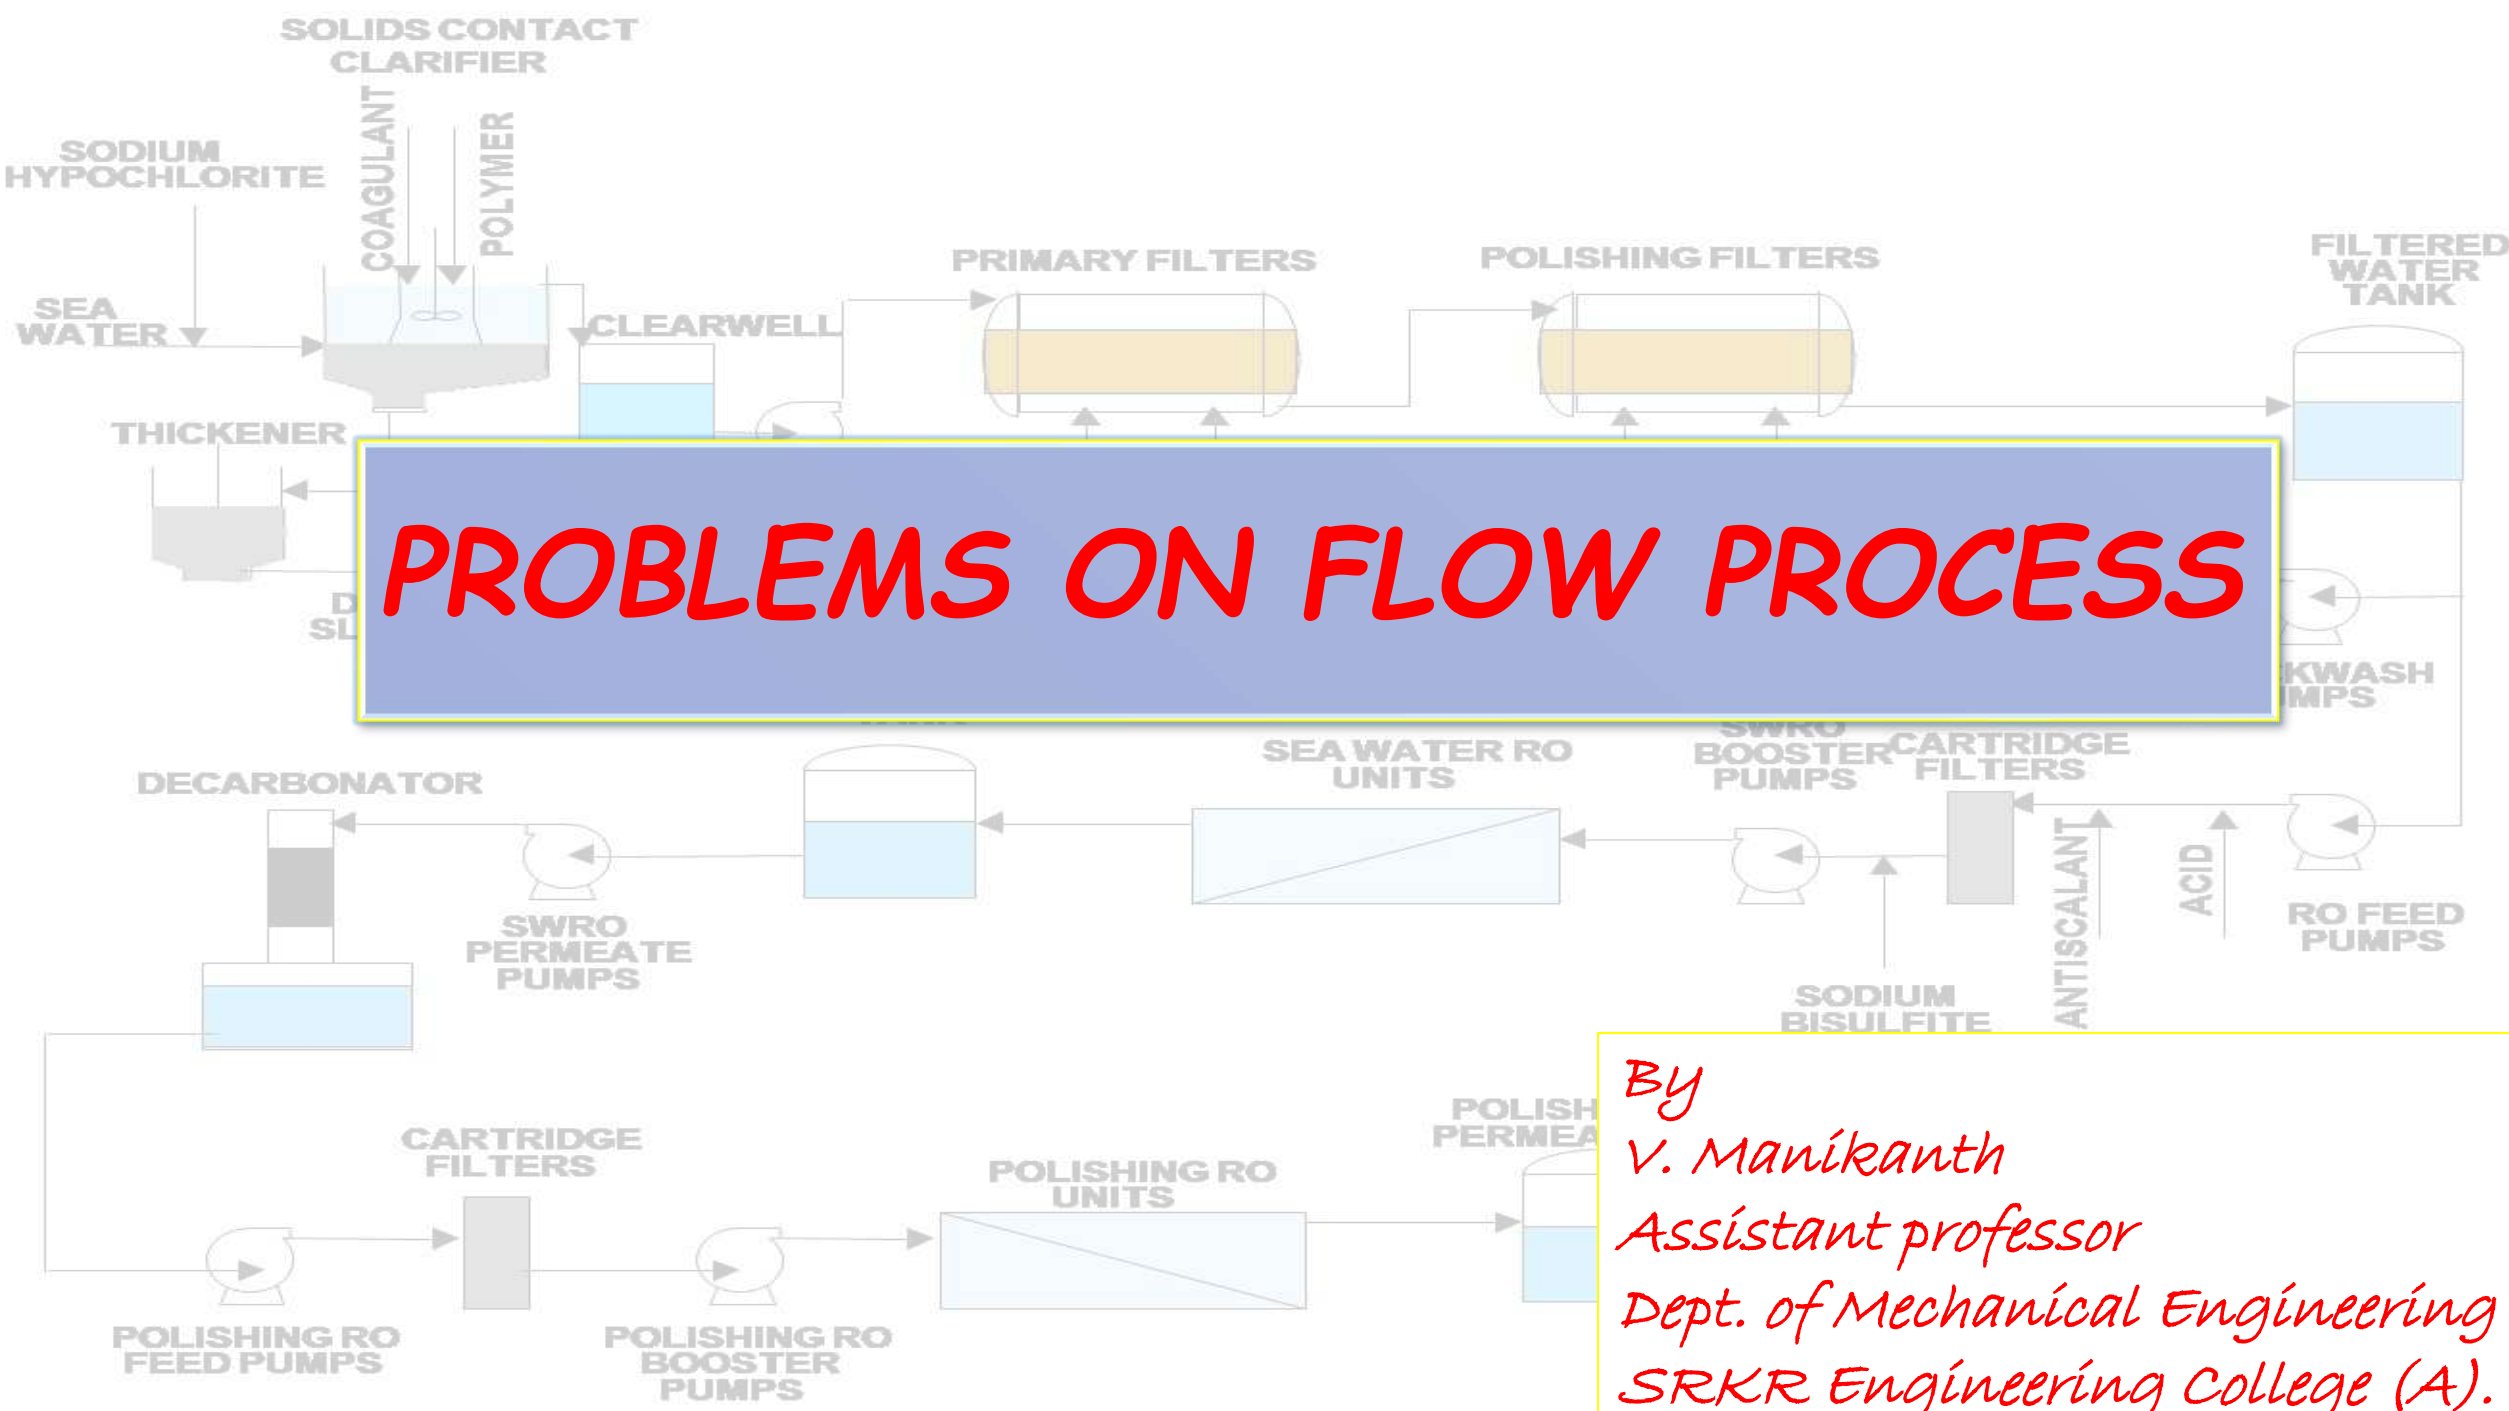 SOLIDS CONTACT
CLARIFIER
COAGULANT
POLYMER
SODIUM
HYPOCHLORITE
SEA
WATER
CLEARWELL
PRIMARY FILTERS
POLISHING FILTERS
FILTERED
WATER
TANK
THICKENER
PROBLEMS ON FLOW PROCESS
SEA WATER RO
UNITS
SWRO
BOOSTER
PUMPS
CARTRIDGE
FILTERS
DECARBONATOR
SWRO
PERMEATE
PUMPS
ANTISCALANT
ACID
RO FEED
PUMPS
SODIUM
BISULFITE
CARTRIDGE
FILTERS
POLISHING RO
UNITS
POLISHING RO
FEED PUMPS
POLISHING RO
BOOSTER
PUMPS
By
V. Manikanth
Assistant professor
Dept. of Mechanical Engineering
SRKR Engineering College (A).